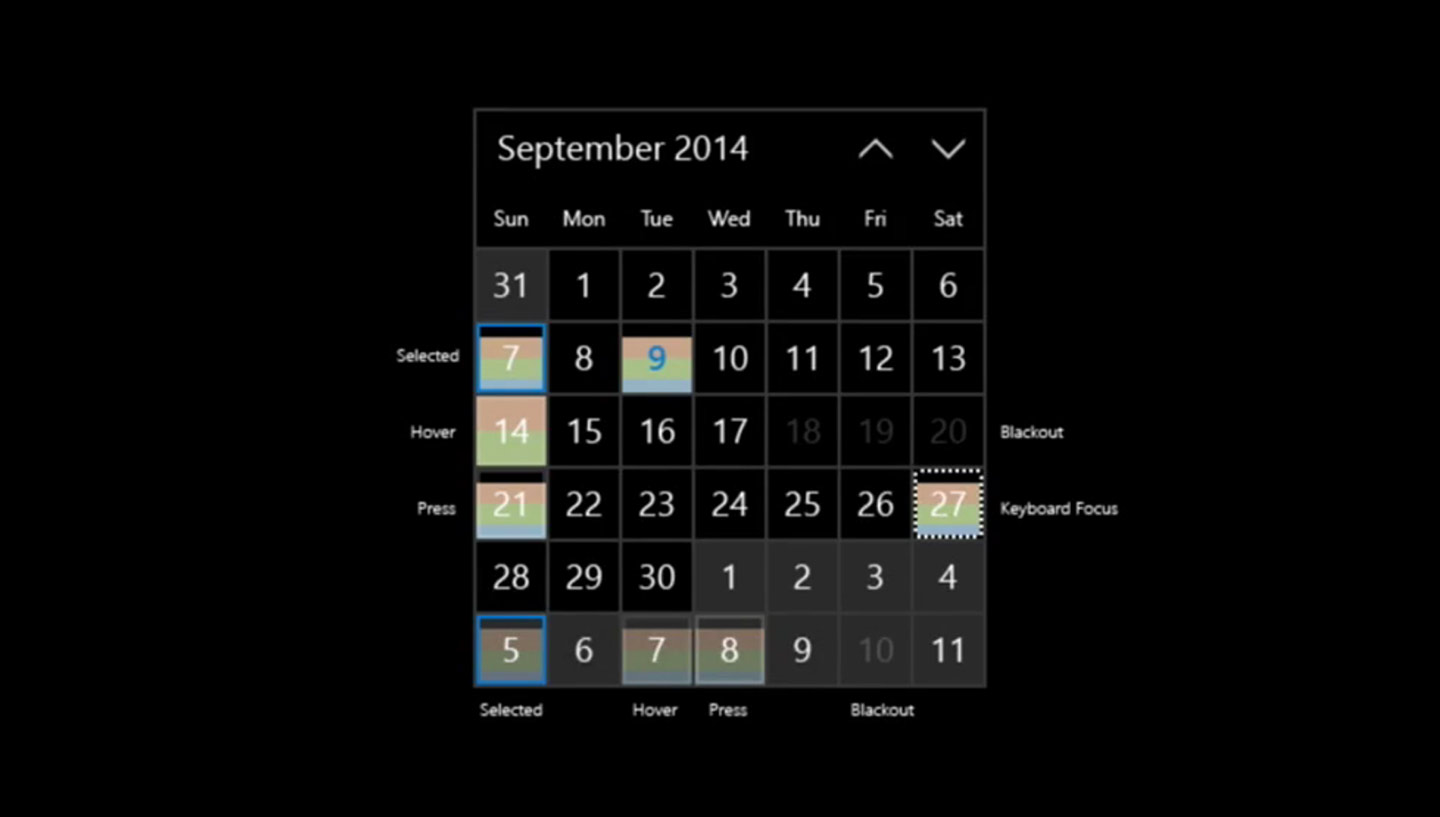 September 2014
Sun Mon Tue Wed Thu Fri Sat
31 1 2 3 4 5 6
Selected 7 8 9 10 11 12 13
Hover 14 15 16 17 18 19 20 Blackout
Press 21 22 23 24 25 26 27 Keyboard Focus
28 29 30 1 2 3 4
5 6 7 8 9 10 11
Selected Hover Press Blackout